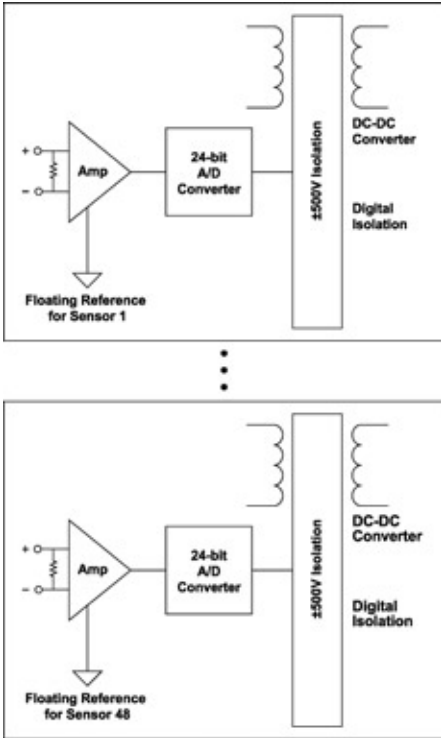 DC-DC
Converter
+
Amp
–
24-bit
A/D
Converter
±500V Isolation
Digital
Isolation
Floating Reference
for Sensor 1
DC-DC
Converter
+
Amp
–
24-bit
A/D
Converter
±500V Isolation
Digital
Isolation
Floating Reference
for Sensor 48